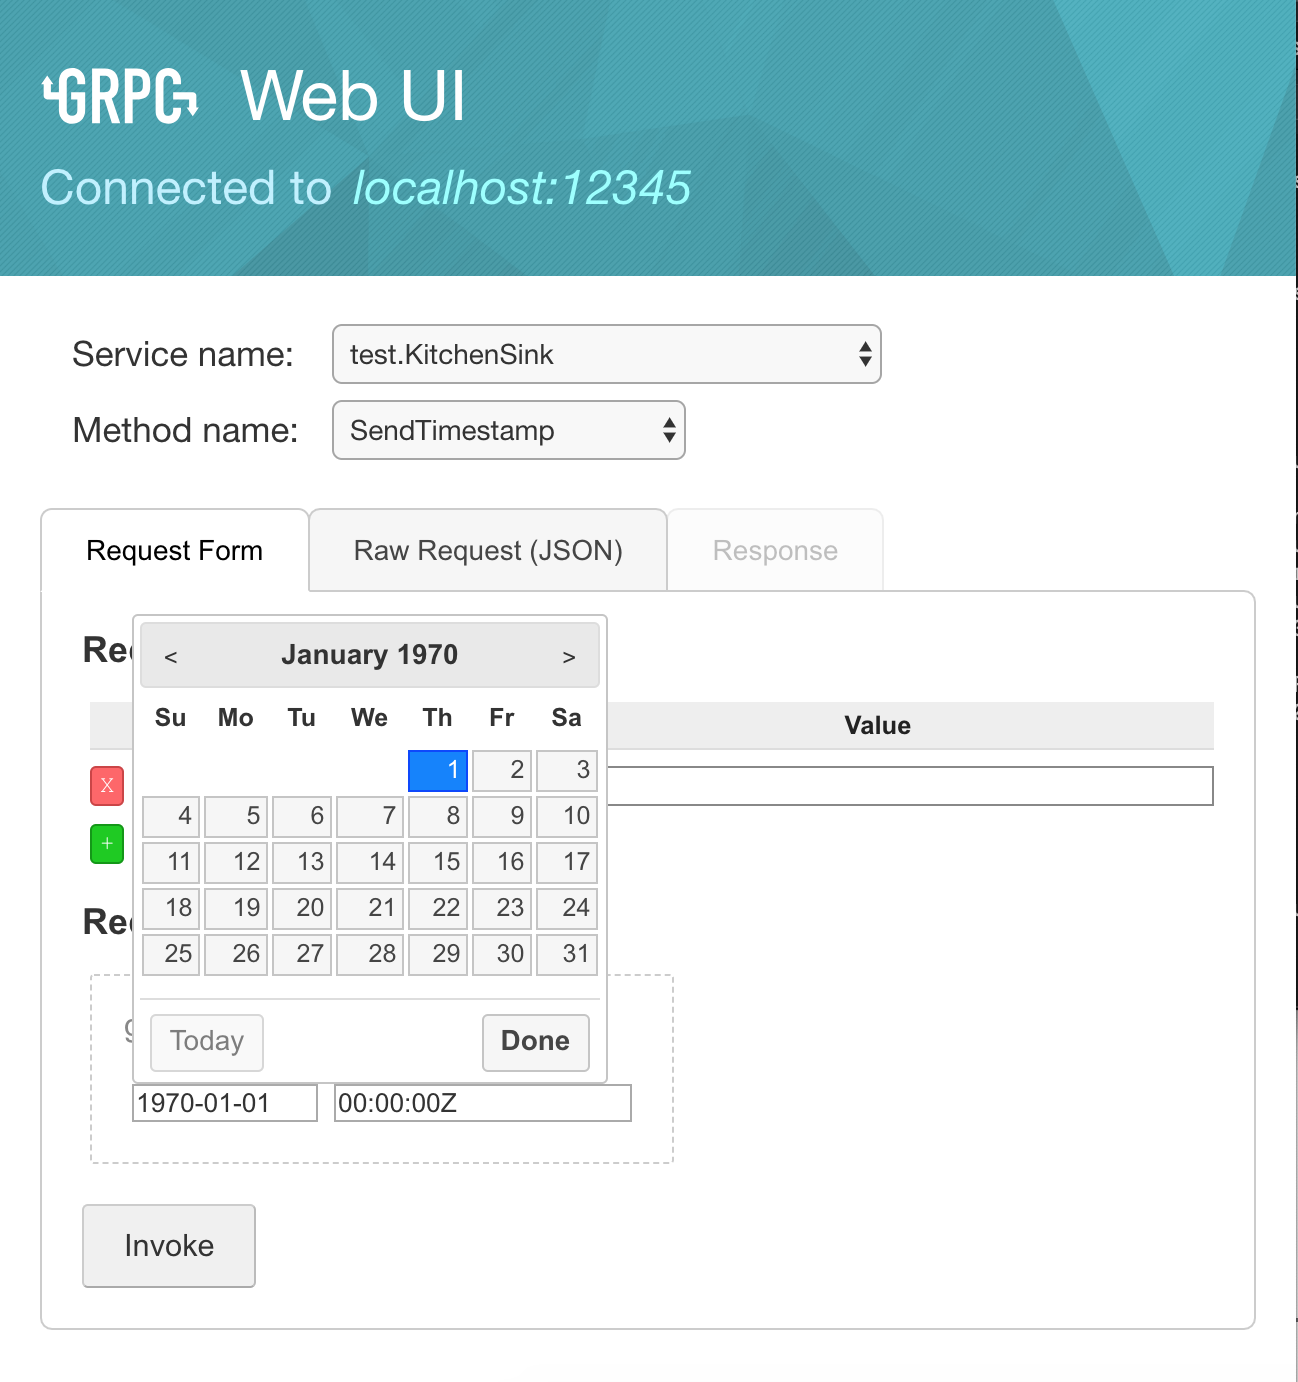 GRPC Web UI
Connected to localhost:12345
Service name: test.KitchenSink
Method name: SendTimestamp
Request Form Raw Request (JSON) Response
< January 1970 >
Su Mo Tu We Th Fr Sa
Value
1 2 3
X
4 5 6 7 8 9 10
+
11 12 13 14 15 16 17
18 19 20 21 22 23 24
25 26 27 28 29 30 31
Today Done
1970-01-01 00:00:00Z
Invoke